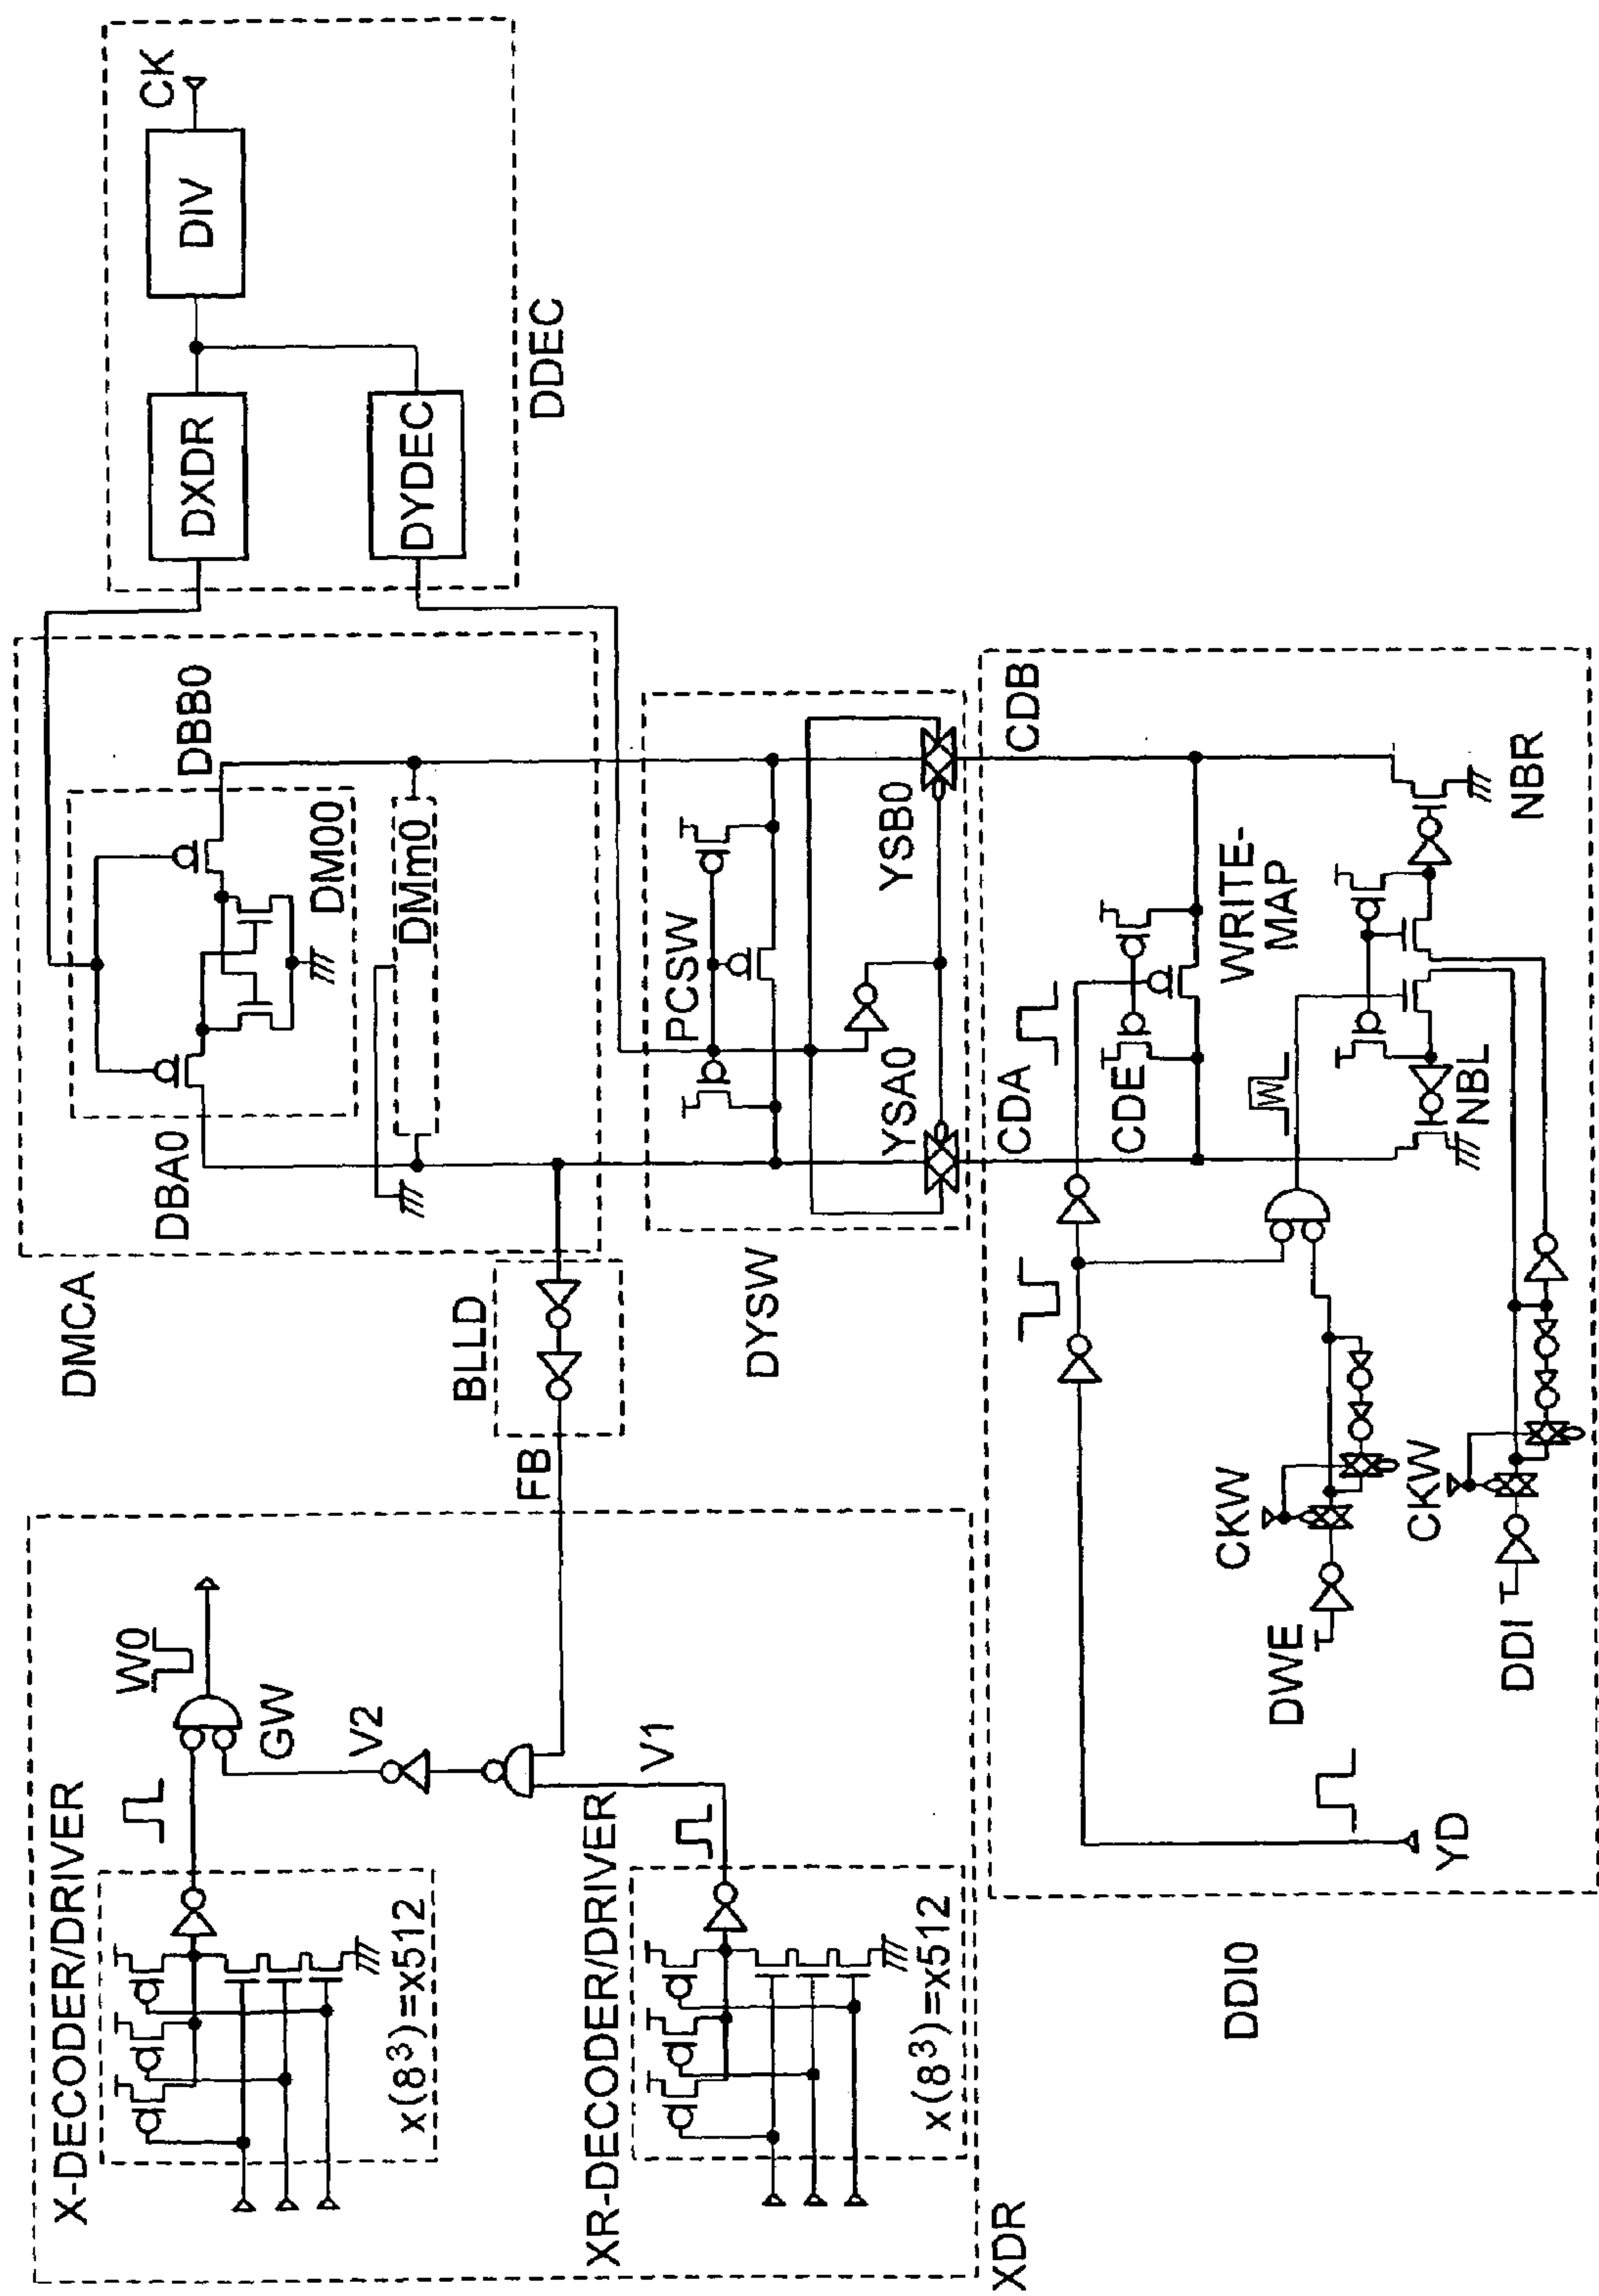 X-DECODER/DRIVER
x(8³)=x512
W0
GW
V2
XR-DECODER/DRIVER
x(8³)=x512
V1
XDR
FB
BLLD
DMCA
DBA0
DBB0
DM00
DMm0
DXDR
DYDEC
DIV
CK
DDEC
DYSW
PCSW
YSA0
YSB0
CDA
CDB
CDE
WRITE-
MAP
W
NBL
NBR
CKW
CKW
DWE
DDI
YD
DDI0